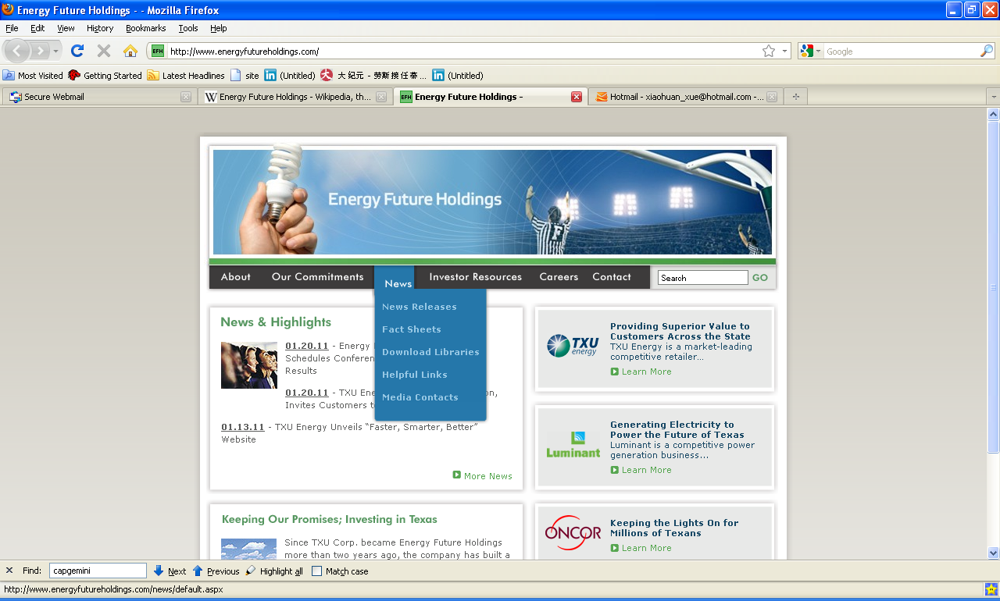 Energy Future Holdings - - Mozilla Firefox
File Edit View History Bookmarks Tools Help
EFH http://www.energyfutureholdings.com/ Google
Most Visited Getting Started Latest Headlines site (Untitled) 大纪元 - 劳斯... (Untitled)
Secure Webmail
Energy Future Holdings - Wikipedia, th...
EFH Energy Future Holdings -
Hotmail - xiaohuan_xue@hotmail.com -...
Energy Future Holdings
F
About Our Commitments News Investor Resources Careers Contact Search GO
News Releases
Fact Sheets
Download Libraries
Helpful Links
Media Contacts
News & Highlights
01.20.11 - Energy
Schedules Conferen
Results
01.20.11 - TXU Ene on,
Invites Customers t
01.13.11 - TXU Energy Unveils “Faster, Smarter, Better”
Website
More News
Keeping Our Promises; Investing in Texas
Since TXU Corp. became Energy Future Holdings
more than two years ago, the company has built a
TXU
energy
Providing Superior Value to
Customers Across the State
TXU Energy is a market-leading
competitive retailer...
Learn More
Luminant
Generating Electricity to
Power the Future of Texas
Luminant is a competitive power
generation business...
Learn More
ONCOR
Keeping the Lights On for
Millions of Texans
Learn More
Find: capgemini Next Previous Highlight all Match case
http://www.energyfutureholdings.com/news/default.aspx